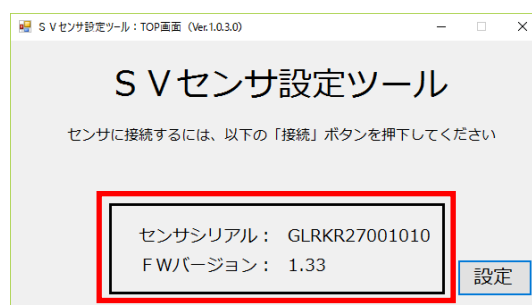 ＳＶセンサ設定ツール：TOP画面（Ver.1.0.3.0）
ＳＶセンサ設定ツール
センサに接続するには、以下の「接続」ボタンを押下してください
センサシリアル： GLRKR27001010
ＦＷバージョン： 1.33
設定